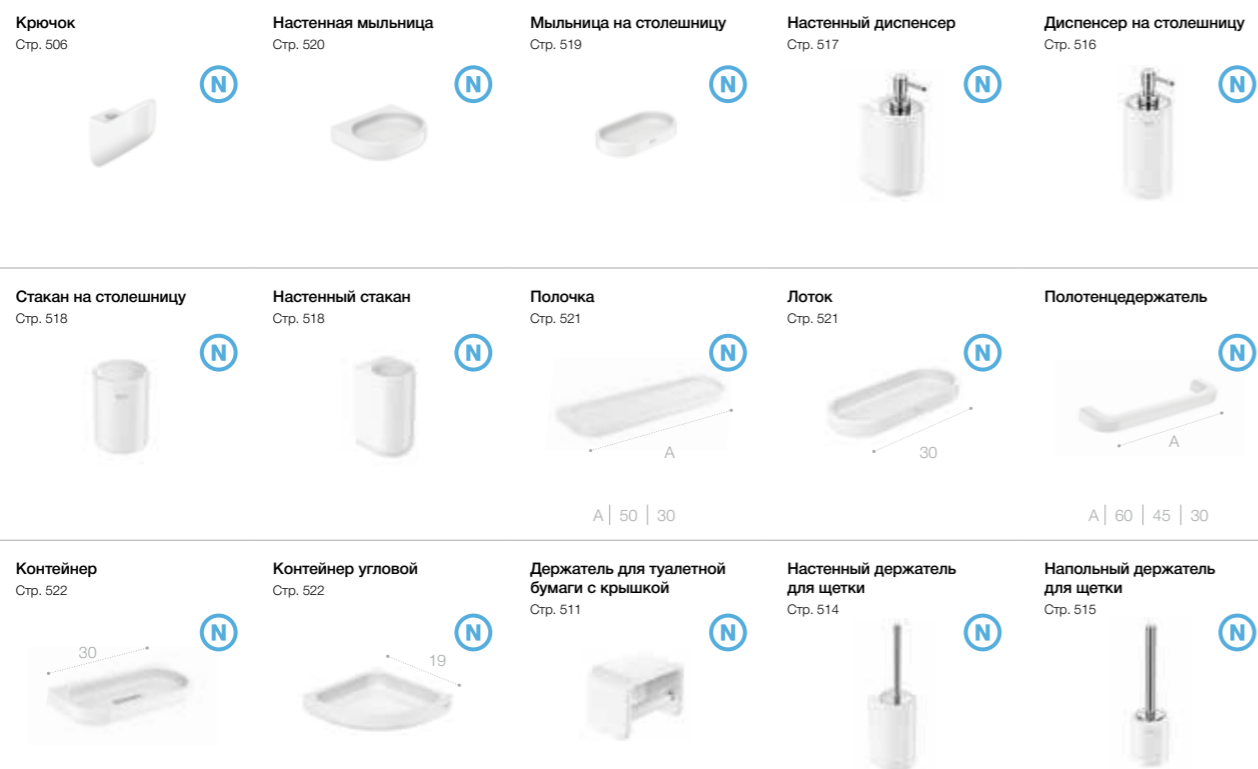 Крючок
Стр. 506
N
Настенная мыльница
Стр. 520
N
Мыльница на столешницу
Стр. 519
N
Настенный диспенсер
Стр. 517
N
Диспенсер на столешницу
Стр. 516
N
Стакан на столешницу
Стр. 518
N
Настенный стакан
Стр. 518
N
Полочка
Стр. 521
N
A
A | 50 | 30
Лоток
Стр. 521
N
30
Полотенцедержатель
N
A
A | 60 | 45 | 30
Контейнер
Стр. 522
N
30
Контейнер угловой
Стр. 522
N
19
Держатель для туалетной
бумаги с крышкой
Стр. 511
N
Настенный держатель
для щетки
Стр. 514
N
Напольный держатель
для щетки
Стр. 515
N